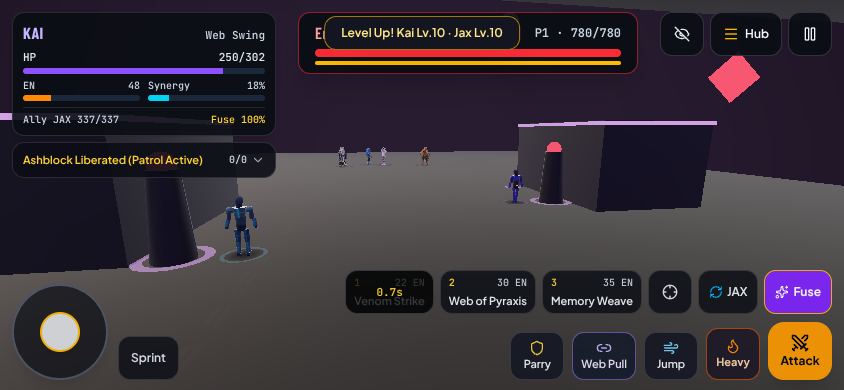 KAI
Web Swing
HP
250/302
EN
48
Synergy
18%
Ally JAX 337/337
Fuse 100%
Ashblock Liberated (Patrol Active)
0/0
Level Up! Kai Lv.10 · Jax Lv.10
P1 · 780/780
Hub
1
22 EN
0.7s
Venom Strike
2
30 EN
Web of Pyraxis
3
35 EN
Memory Weave
JAX
Fuse
Sprint
Parry
Web Pull
Jump
Heavy
Attack